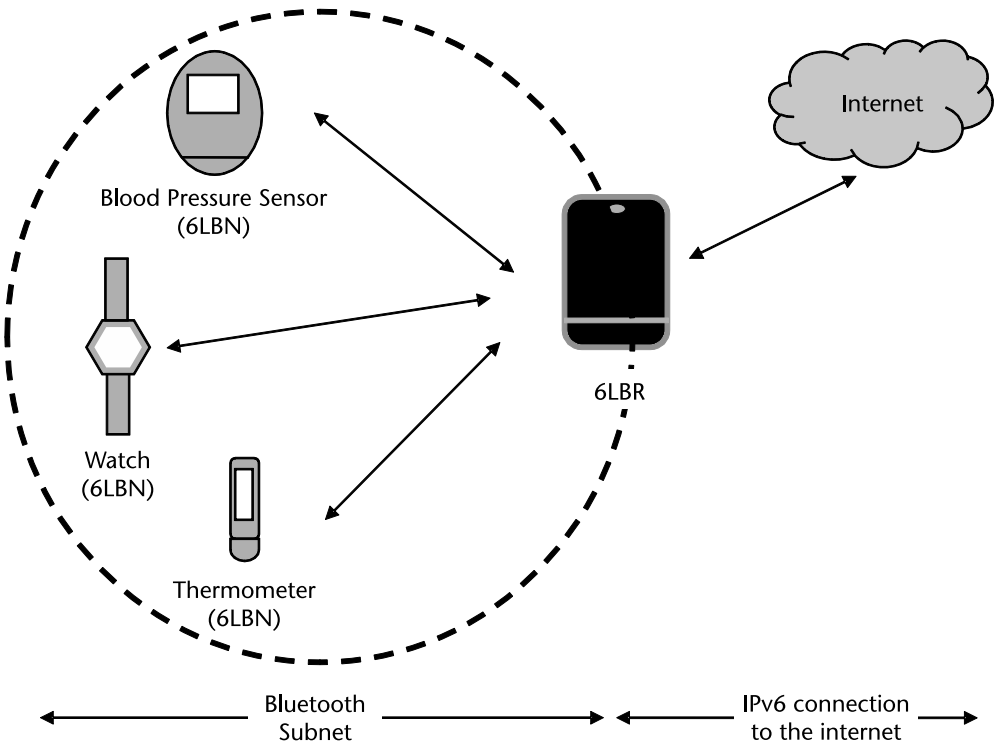 Internet
Blood Pressure Sensor
(6LBN)
6LBR
Watch
(6LBN)
Thermometer
(6LBN)
Bluetooth
Subnet
IPv6 connection
to the internet